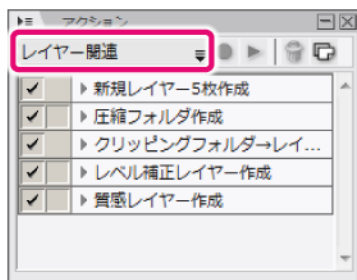 アクション
レイヤー関連
新規レイヤー5枚作成
圧縮フォルダ作成
クリッピングフォルダ→レイ...
レベル補正レイヤー作成
質感レイヤー作成